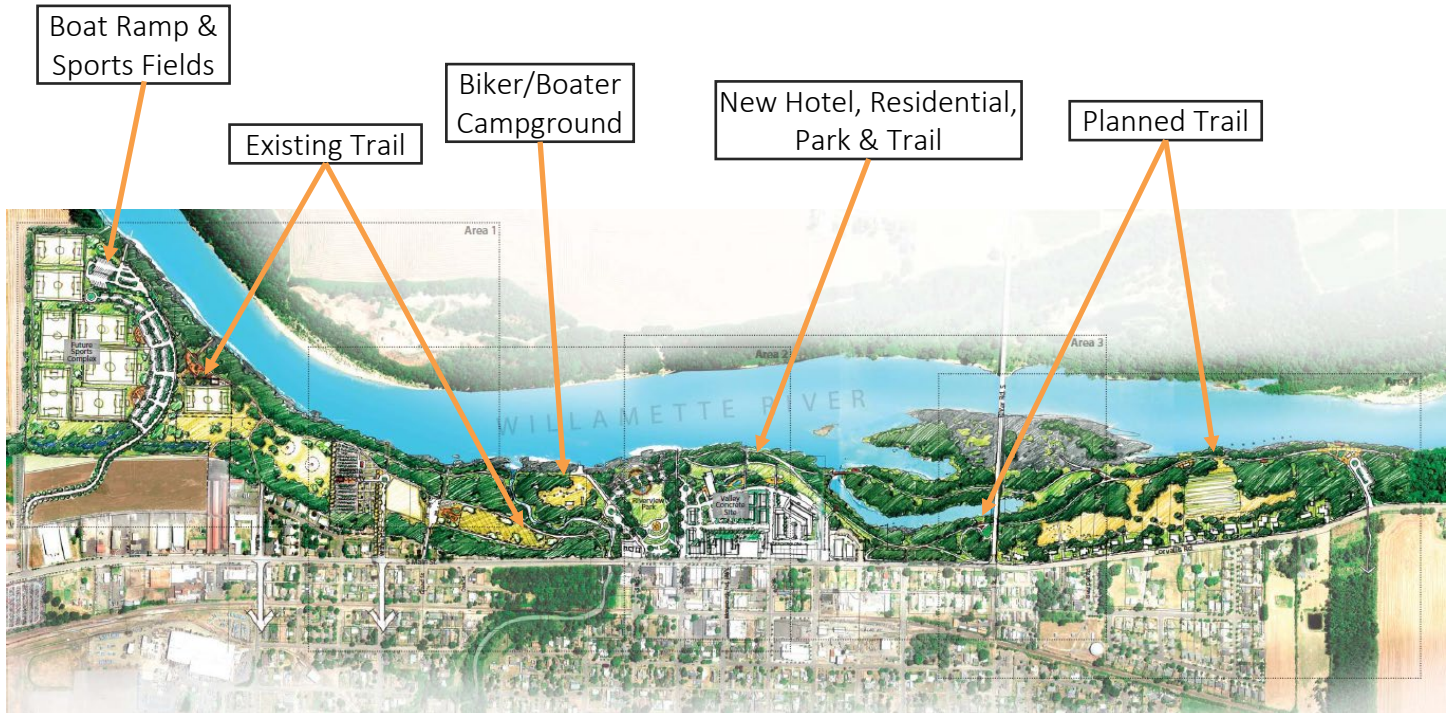 Boat Ramp &
Sports Fields
Existing Trail
Biker/Boater
Campground
New Hotel, Residential,
Park & Trail
Planned Trail
Area 1
Area 2
Area 3
Future
Sports
Complex
WILLAMETTE RIVER
Riverview
Park
Valley
Concrete
Site